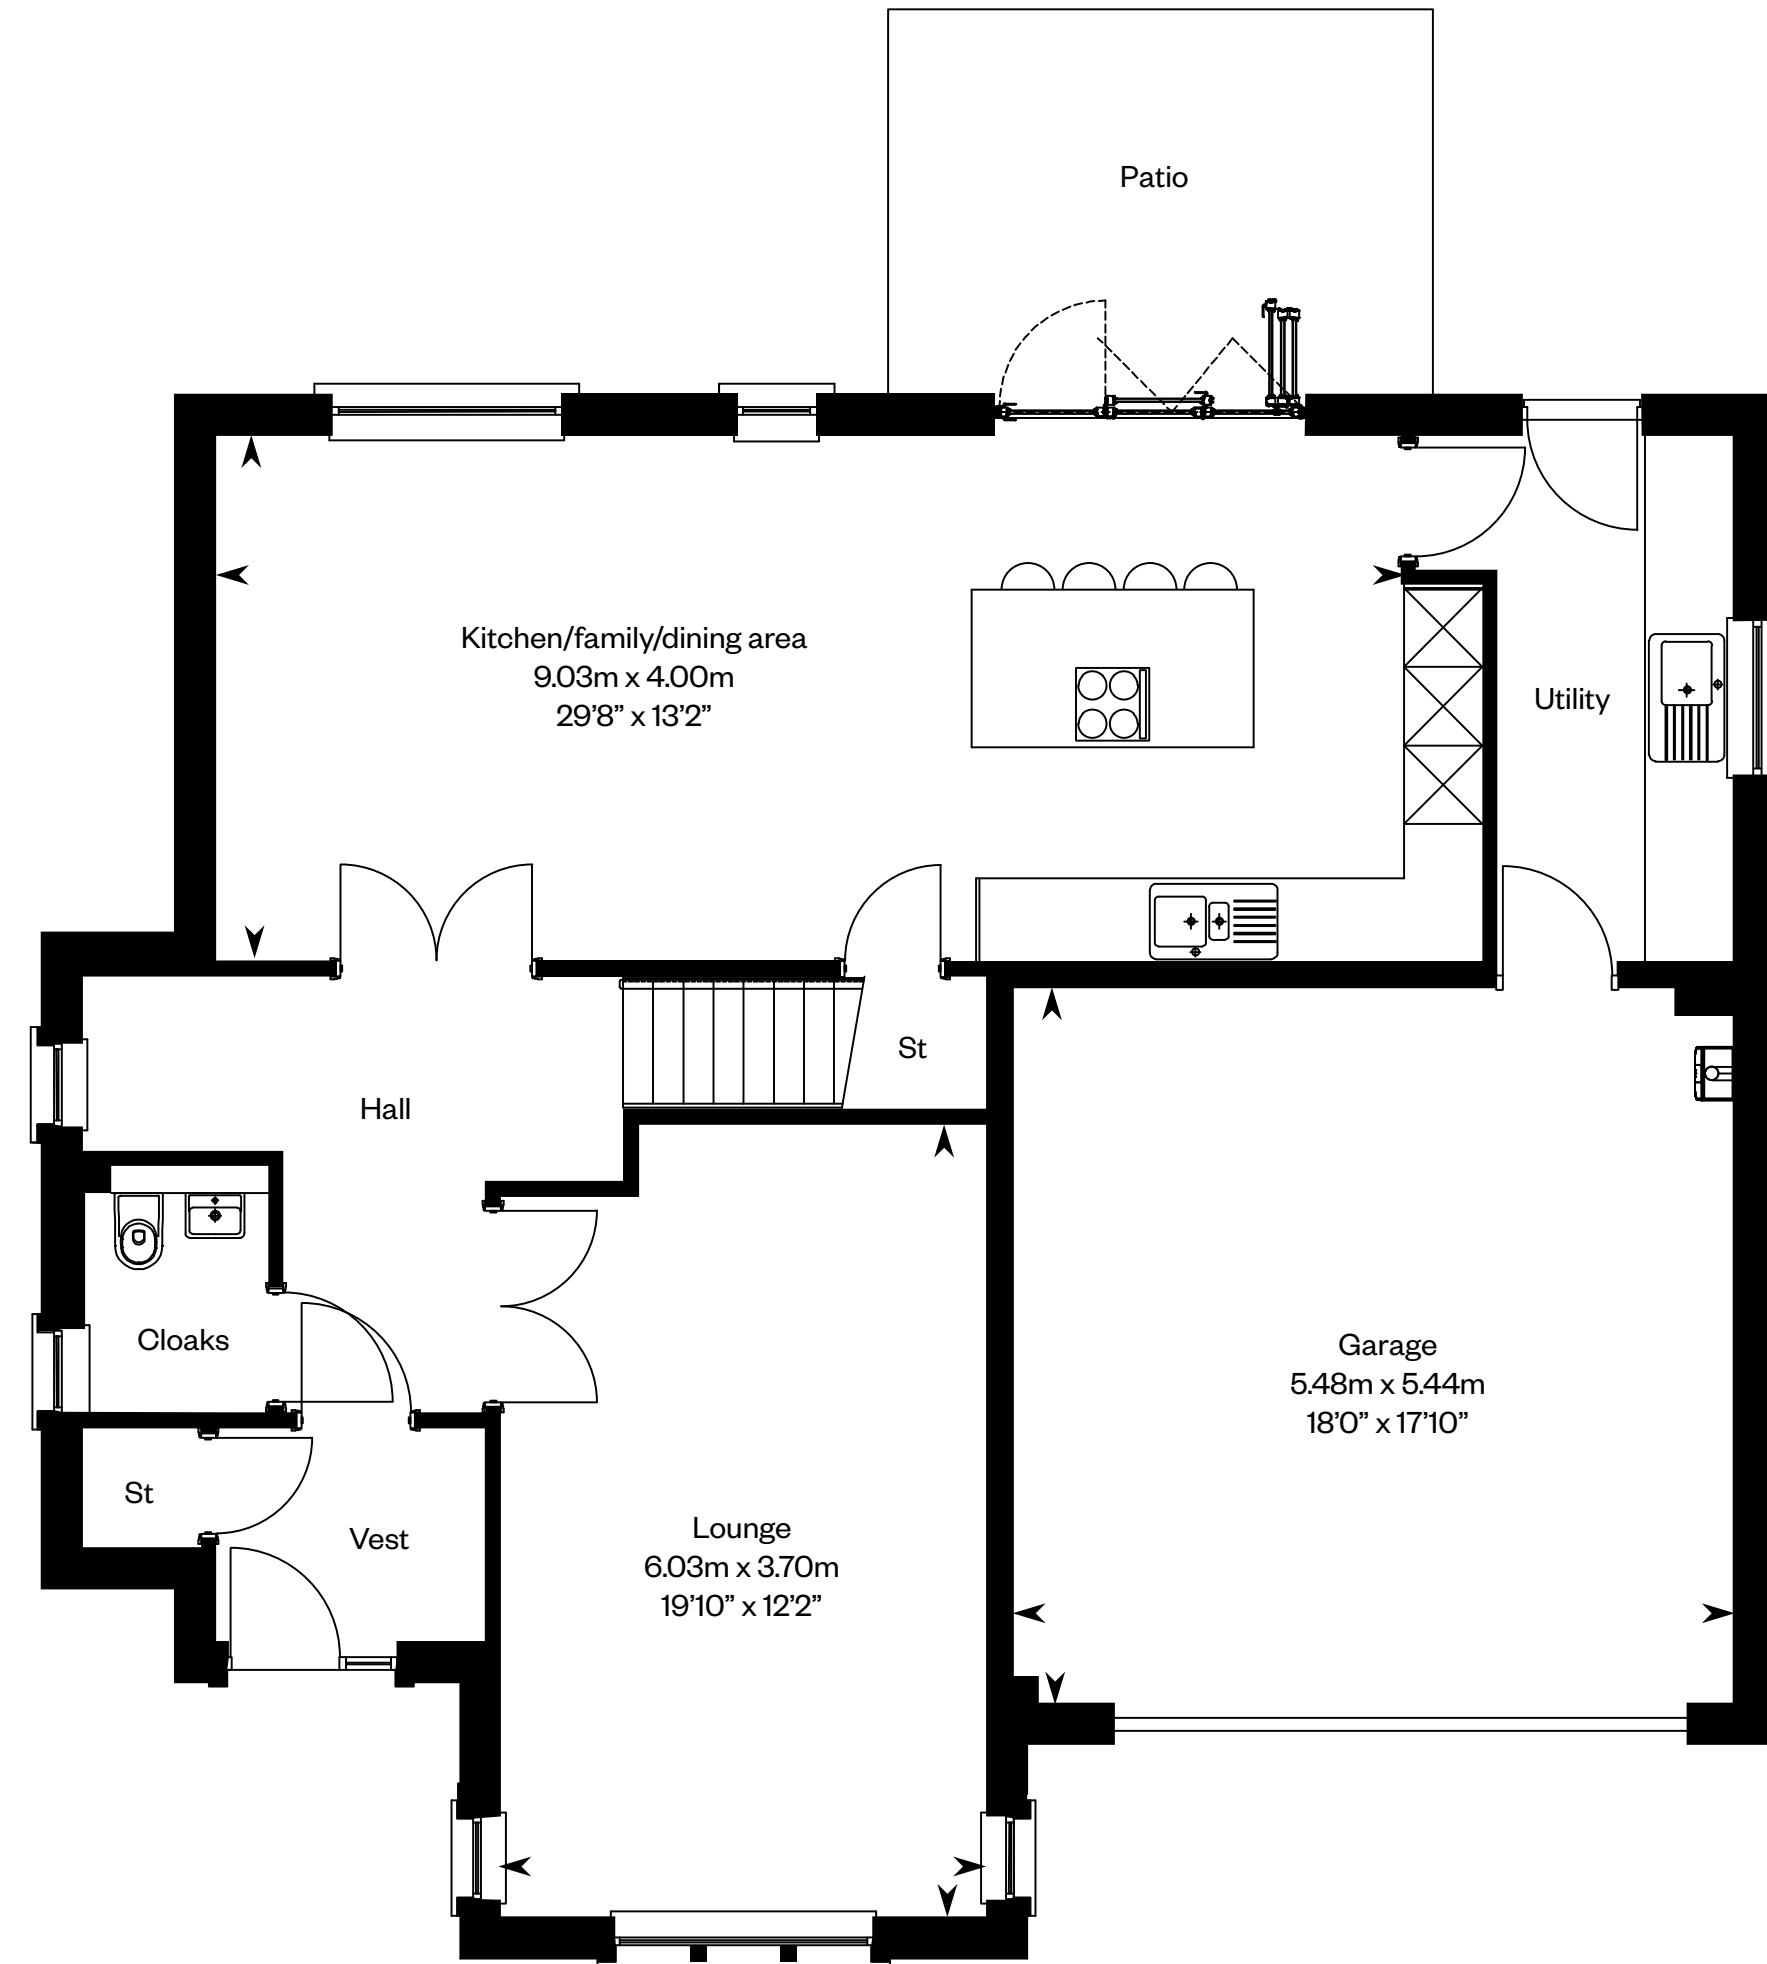 Patio
Kitchen/family/dining area
9.03m x 4.00m
29’8” x 13’2”
Utility
St
Hall
Cloaks
St
Vest
Lounge
6.03m x 3.70m
19’10” x 12’2”
Garage
5.48m x 5.44m
18’0” x 17’10”